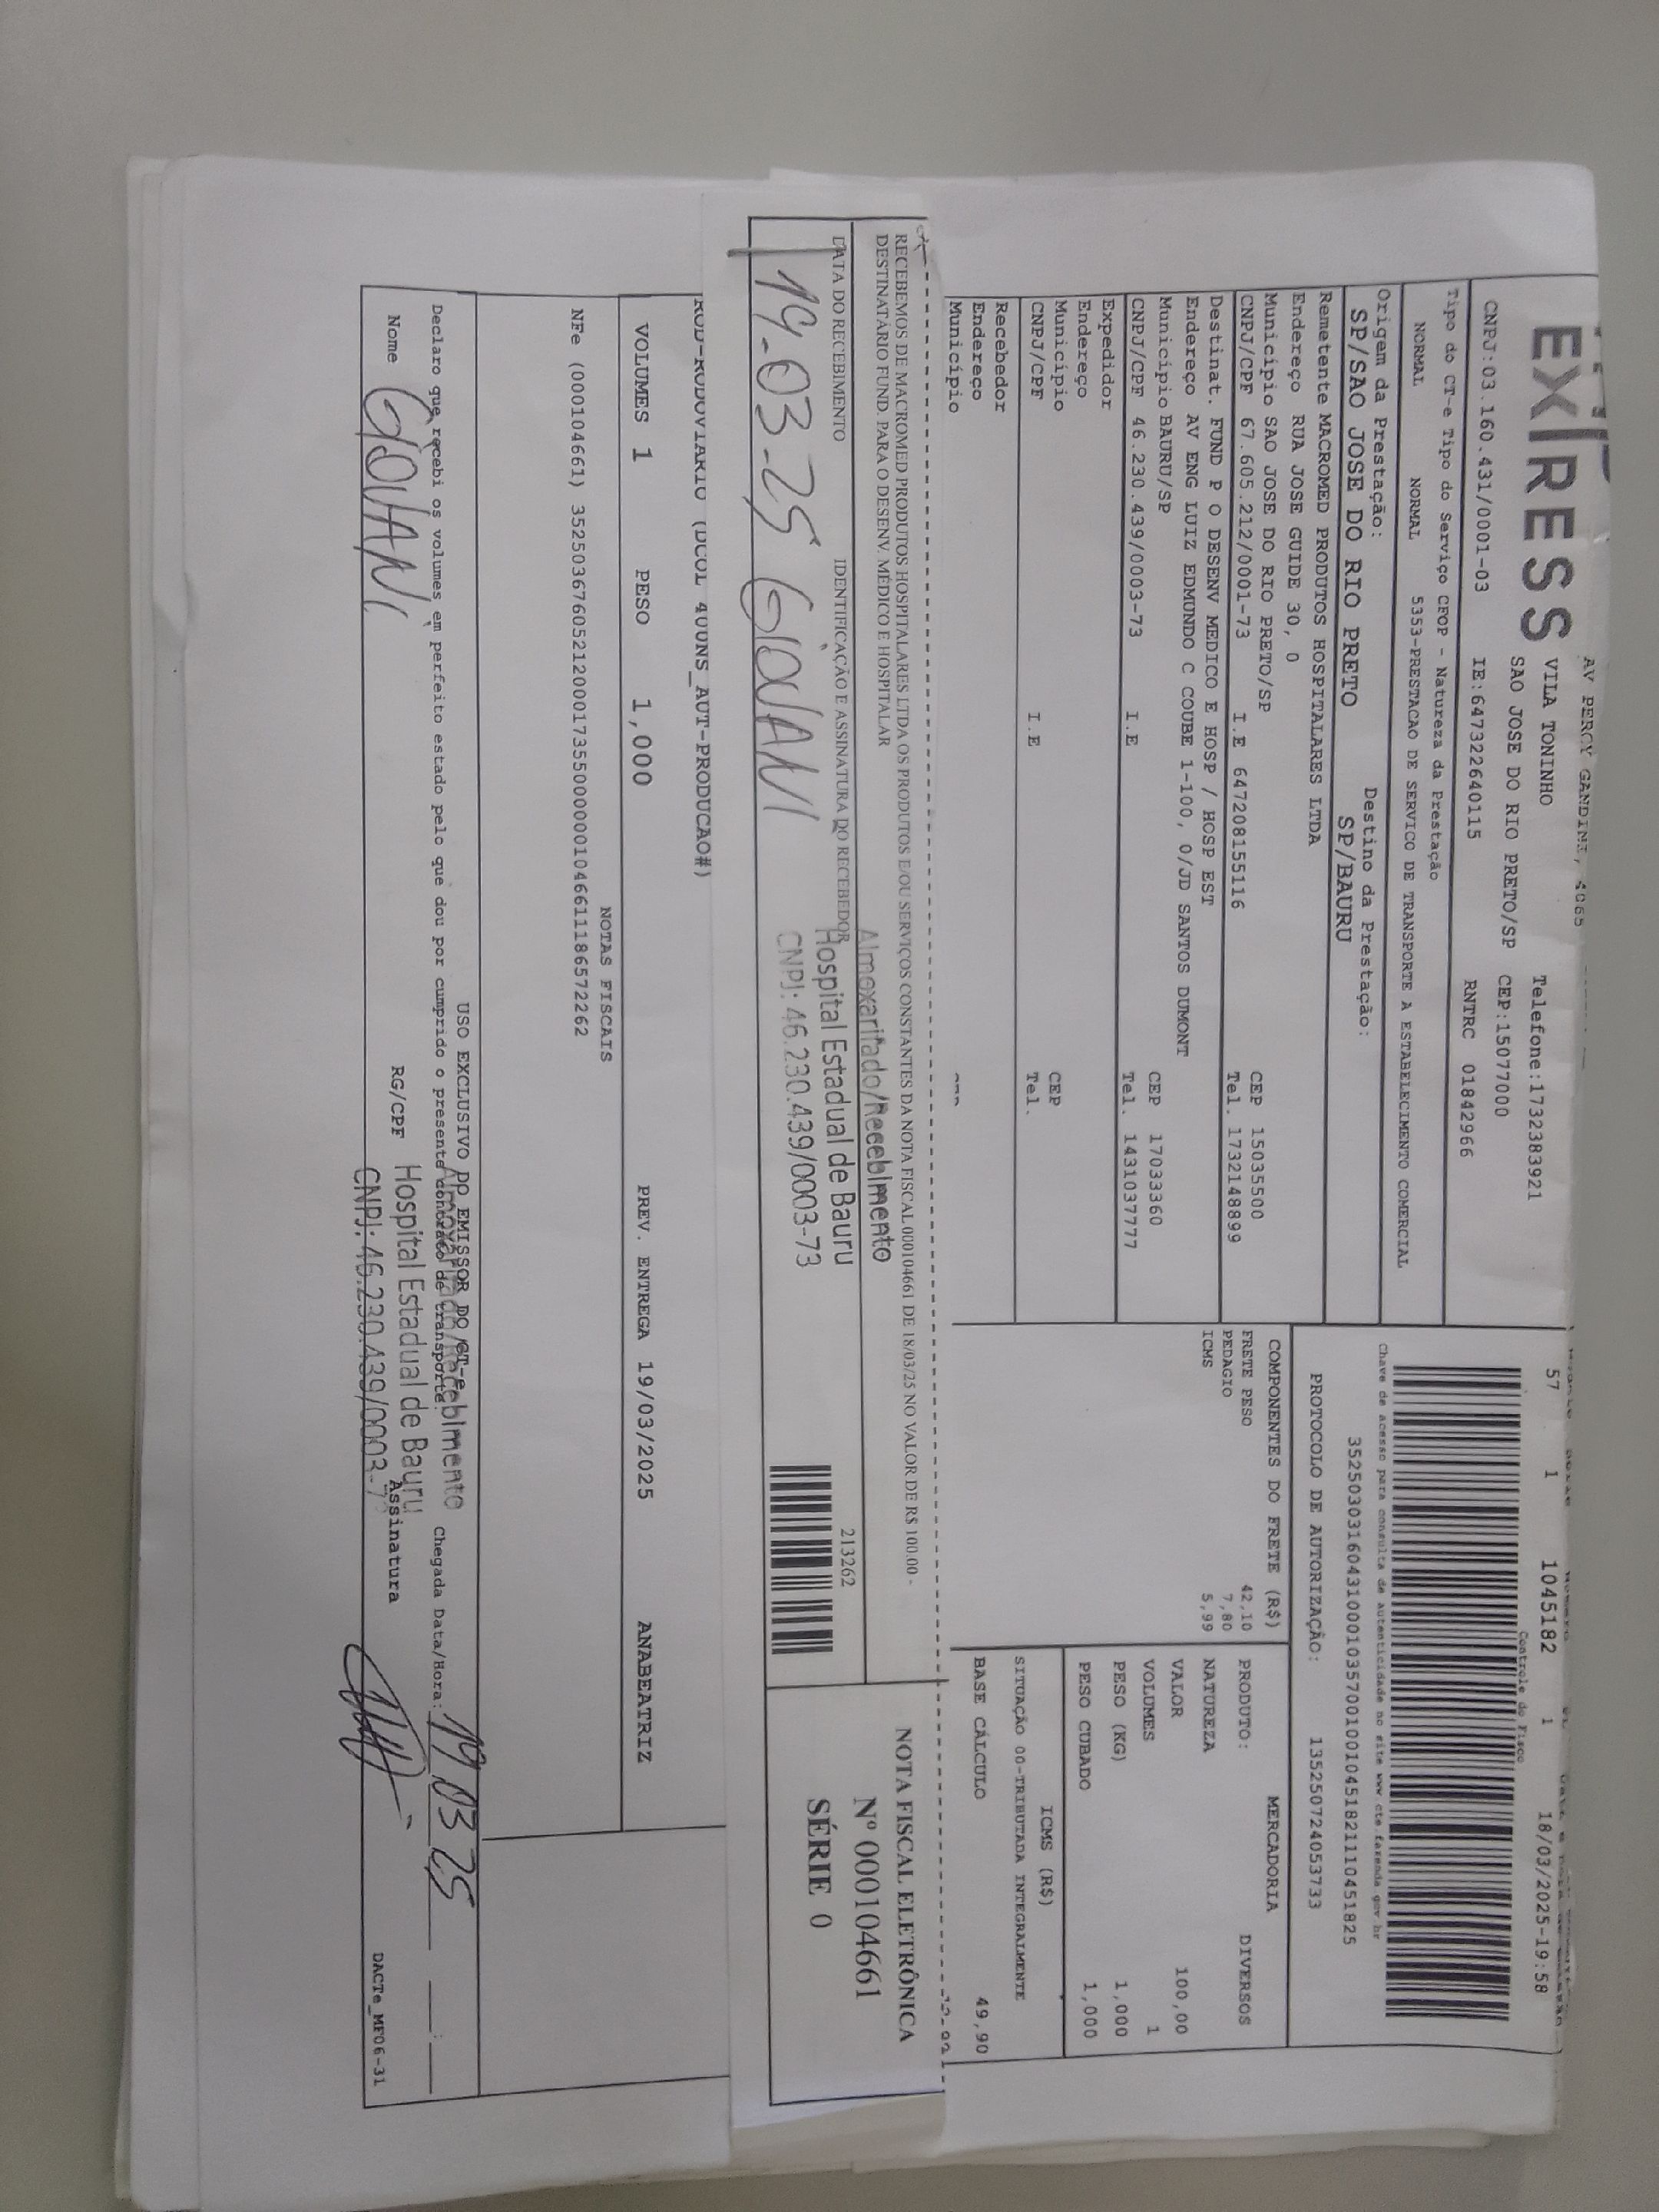 EXPRESS
AV PERCY GANDINI, 4065
VILA TONINHO
Telefone:1732383921
SAO JOSE DO RIO PRETO/SP CEP:15077000
CNPJ:03.160.431/0001-03 IE:647322640115 RNTRC 01842966
57 1 1045182 1 18/03/2025-19:58
Controle do Fisco
Tipo do CT-e Tipo do Serviço CFOP - Natureza da Prestação
NORMAL NORMAL 5353-PRESTACAO DE SERVICO DE TRANSPORTE A ESTABELECIMENTO COMERCIAL
Chave de acesso para consulta de autenticidade no site www.cte.fazenda.gov.br
35250303160431000103570010010451821110451825
Origem da Prestação: Destino da Prestação:
SP/SAO JOSE DO RIO PRETO SP/BAURU
PROTOCOLO DE AUTORIZAÇÃO: 135250724053733
Remetente MACROMED PRODUTOS HOSPITALARES LTDA
Endereço RUA JOSE GUIDE 30, 0
Município SAO JOSE DO RIO PRETO/SP CEP 15035500
CNPJ/CPF 67.605.212/0001-73 I.E 647208155116 Tel. 1732148899
Destinat. FUND P O DESENV MEDICO E HOSP / HOSP EST
Endereço AV ENG LUIZ EDMUNDO C COUBE 1-100, 0/JD SANTOS DUMONT
Município BAURU/SP CEP 17033360
CNPJ/CPF 46.230.439/0003-73 I.E Tel. 1431037777
Expedidor
Endereço
Município CEP
CNPJ/CPF I.E Tel.
Recebedor
Endereço
Município
COMPONENTES DO FRETE (R$)
FRETE PESO 42,10
PEDAGIO 7,80
ICMS 5,99
MERCADORIA
PRODUTO: DIVERSOS
NATUREZA
VALOR 100,00
VOLUMES 1
PESO (KG) 1,000
PESO CUBADO 1,000
ICMS (R$)
SITUAÇÃO 00-TRIBUTADA INTEGRALMENTE
BASE CÁLCULO 49,90
RECEBEMOS DE MACROMED PRODUTOS HOSPITALARES LTDA OS PRODUTOS E/OU SERVIÇOS CONSTANTES DA NOTA FISCAL 000104661 DE 18/03/25 NO VALOR DE R$ 100.00 -
DESTINATÁRIO FUND. PARA O DESENV. MÉDICO E HOSPITALAR
DATA DO RECEBIMENTO IDENTIFICAÇÃO E ASSINATURA DO RECEBEDOR
19.03.25 GIOVANI
Almoxarifado/Recebimento
Hospital Estadual de Bauru
CNPJ: 46.230.439/0003-73
213262
NOTA FISCAL ELETRÔNICA
Nº 000104661
SÉRIE 0
ROD-RODOVIARIO (DCOL 400UNS_AUT-PRODUCAO#)
VOLUMES 1 PESO 1,000 PREV. ENTREGA 19/03/2025 ANABEATRIZ
NOTAS FISCAIS
NFe (000104661) 35250367605212000173550000001046611186572262
USO EXCLUSIVO DO EMISSOR DO CT-e
Declaro que recebi os volumes em perfeito estado pelo que dou por cumprido o presente contrato de transporte. Chegada Data/Hora: 19 03 25
Nome GIOVANI RG/CPF Assinatura
Almoxarifado/Recebimento
Hospital Estadual de Bauru
CNPJ: 46.230.439/0003-7
DACTe_MF06-31